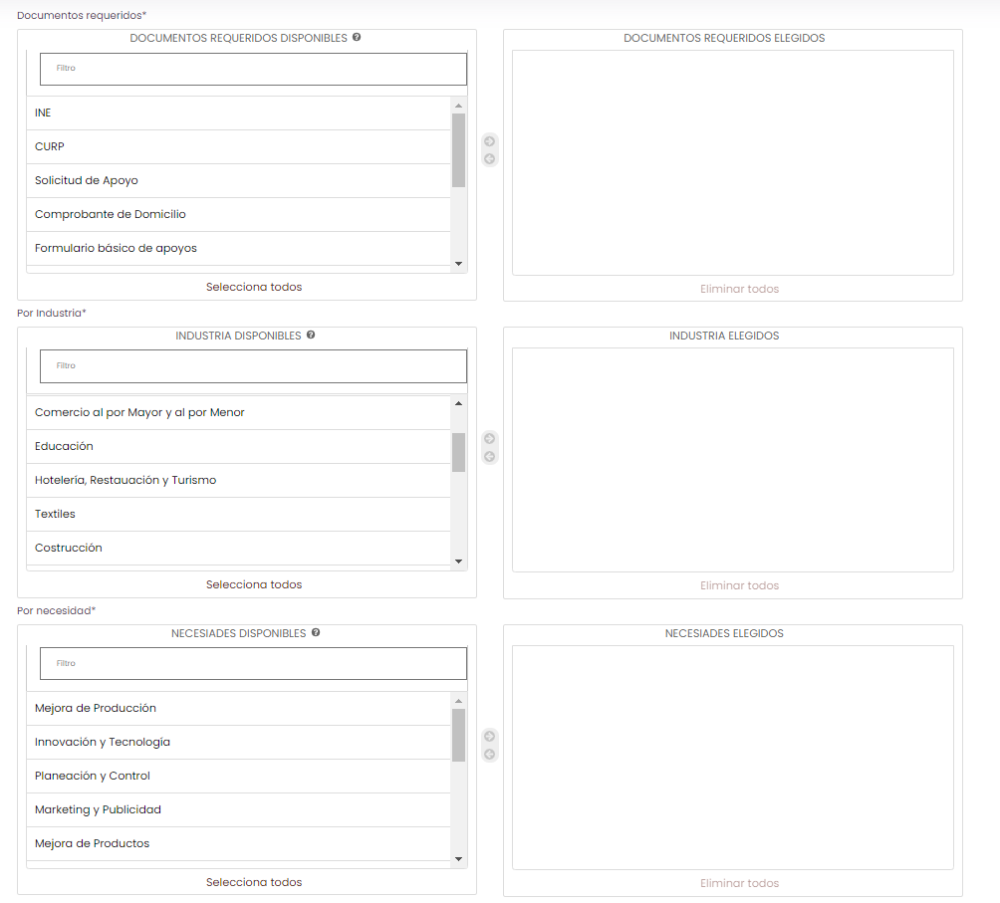 Documentos requeridos*
DOCUMENTOS REQUERIDOS DISPONIBLES ?
DOCUMENTOS REQUERIDOS ELEGIDOS
Filtro
INE
CURP
Solicitud de Apoyo
Comprobante de Domicilio
Formulario básico de apoyos
Selecciona todos
Eliminar todos
Por Industria*
INDUSTRIA DISPONIBLES ?
INDUSTRIA ELEGIDOS
Filtro
Comercio al por Mayor y al por Menor
Educación
Hotelería, Restauación y Turismo
Textiles
Costrucción
Selecciona todos
Eliminar todos
Por necesidad*
NECESIADES DISPONIBLES ?
NECESIADES ELEGIDOS
Filtro
Mejora de Producción
Innovación y Tecnología
Planeación y Control
Marketing y Publicidad
Mejora de Productos
Selecciona todos
Eliminar todos